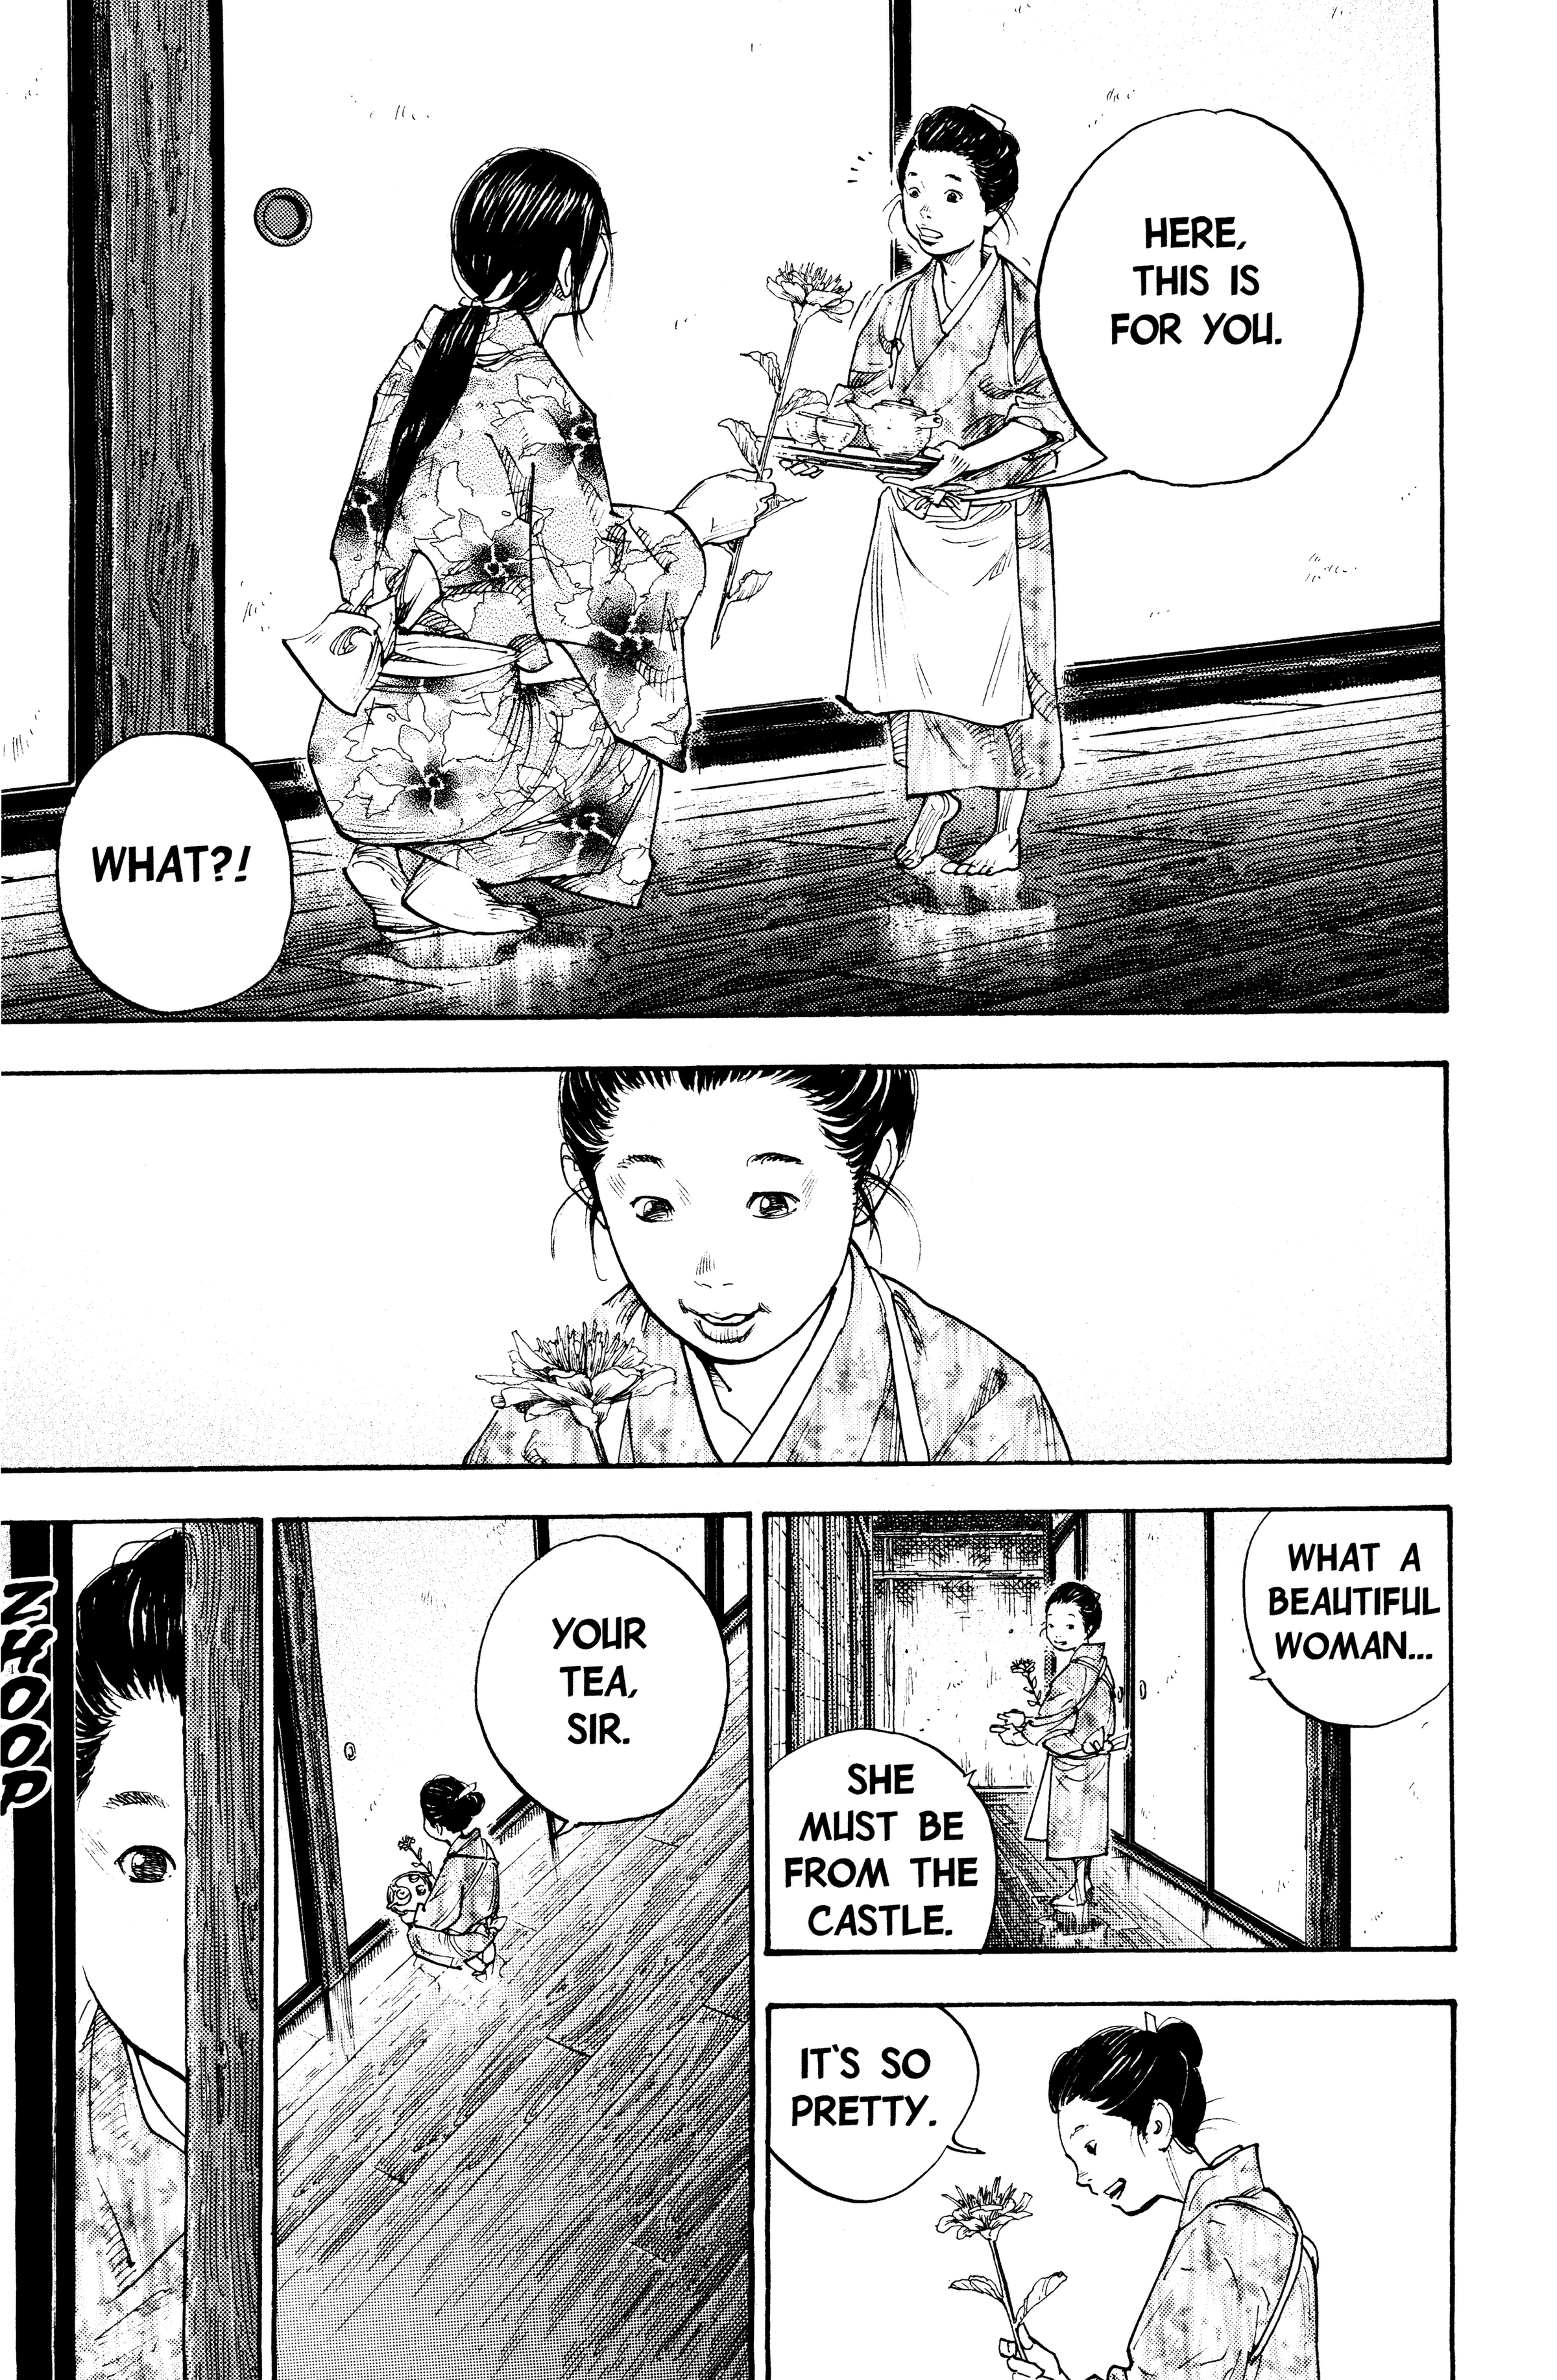 HERE,
THIS IS
FOR YOU.
WHAT?!
WHAT A
BEAUTIFUL
WOMAN...
SHE
MUST BE
FROM THE
CASTLE.
IT'S SO
PRETTY.
YOUR
TEA,
SIR.
ZHOOP